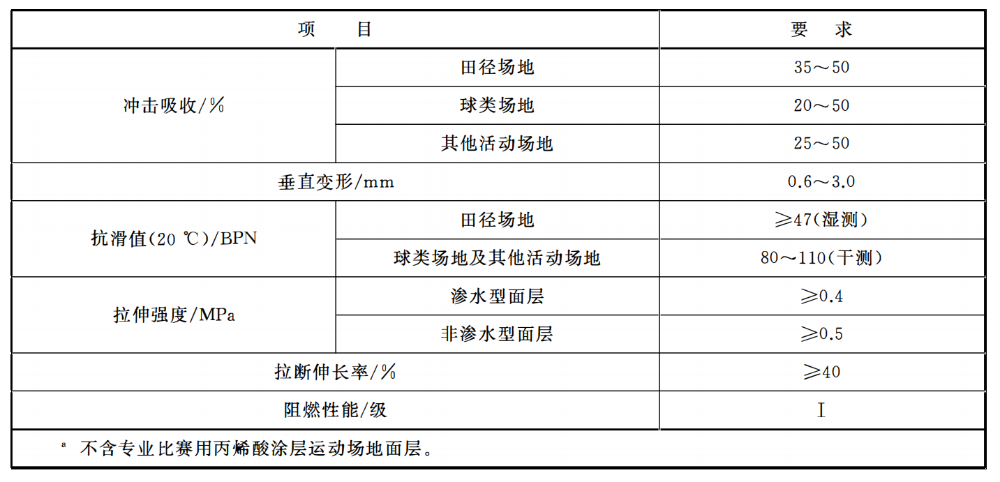 项 目 要 求
冲击吸收/% 田径场地 35～50
球类场地 20～50
其他活动场地 25～50
垂直变形/mm 0.6～3.0
抗滑值(20 ℃)/BPN 田径场地 ≥47(湿测)
球类场地及其他活动场地 80～110(干测)
拉伸强度/MPa 渗水型面层 ≥0.4
非渗水型面层 ≥0.5
拉断伸长率/% ≥40
阻燃性能/级 Ⅰ
ᵃ 不含专业比赛用丙烯酸涂层运动场地面层。